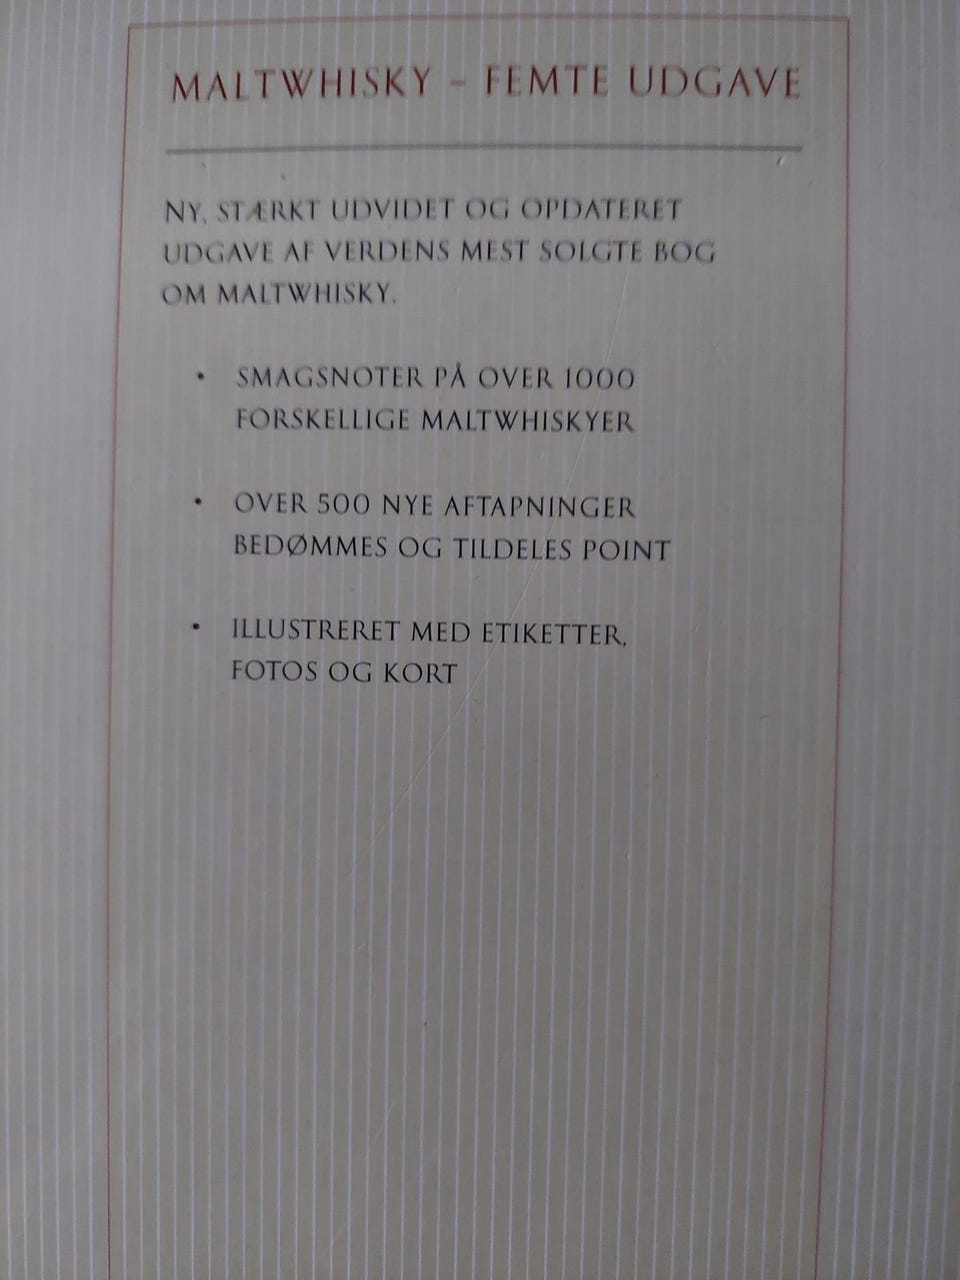 MALTWHISKY – FEMTE UDGAVE
NY, STÆRKT UDVIDET OG OPDATERET
UDGAVE AF VERDENS MEST SOLGTE BOG
OM MALTWHISKY.
• SMAGSNOTER PÅ OVER 1000
FORSKELLIGE MALTWHISKYER
• OVER 500 NYE AFTAPNINGER
BEDØMMES OG TILDELES POINT
• ILLUSTRERET MED ETIKETTER,
FOTOS OG KORT